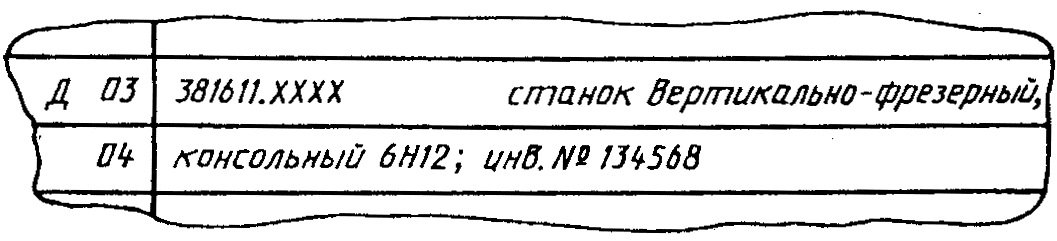 Д 03 381611.XXXX станок вертикально-фрезерный,
04 консольный 6Н12; инв. № 134568